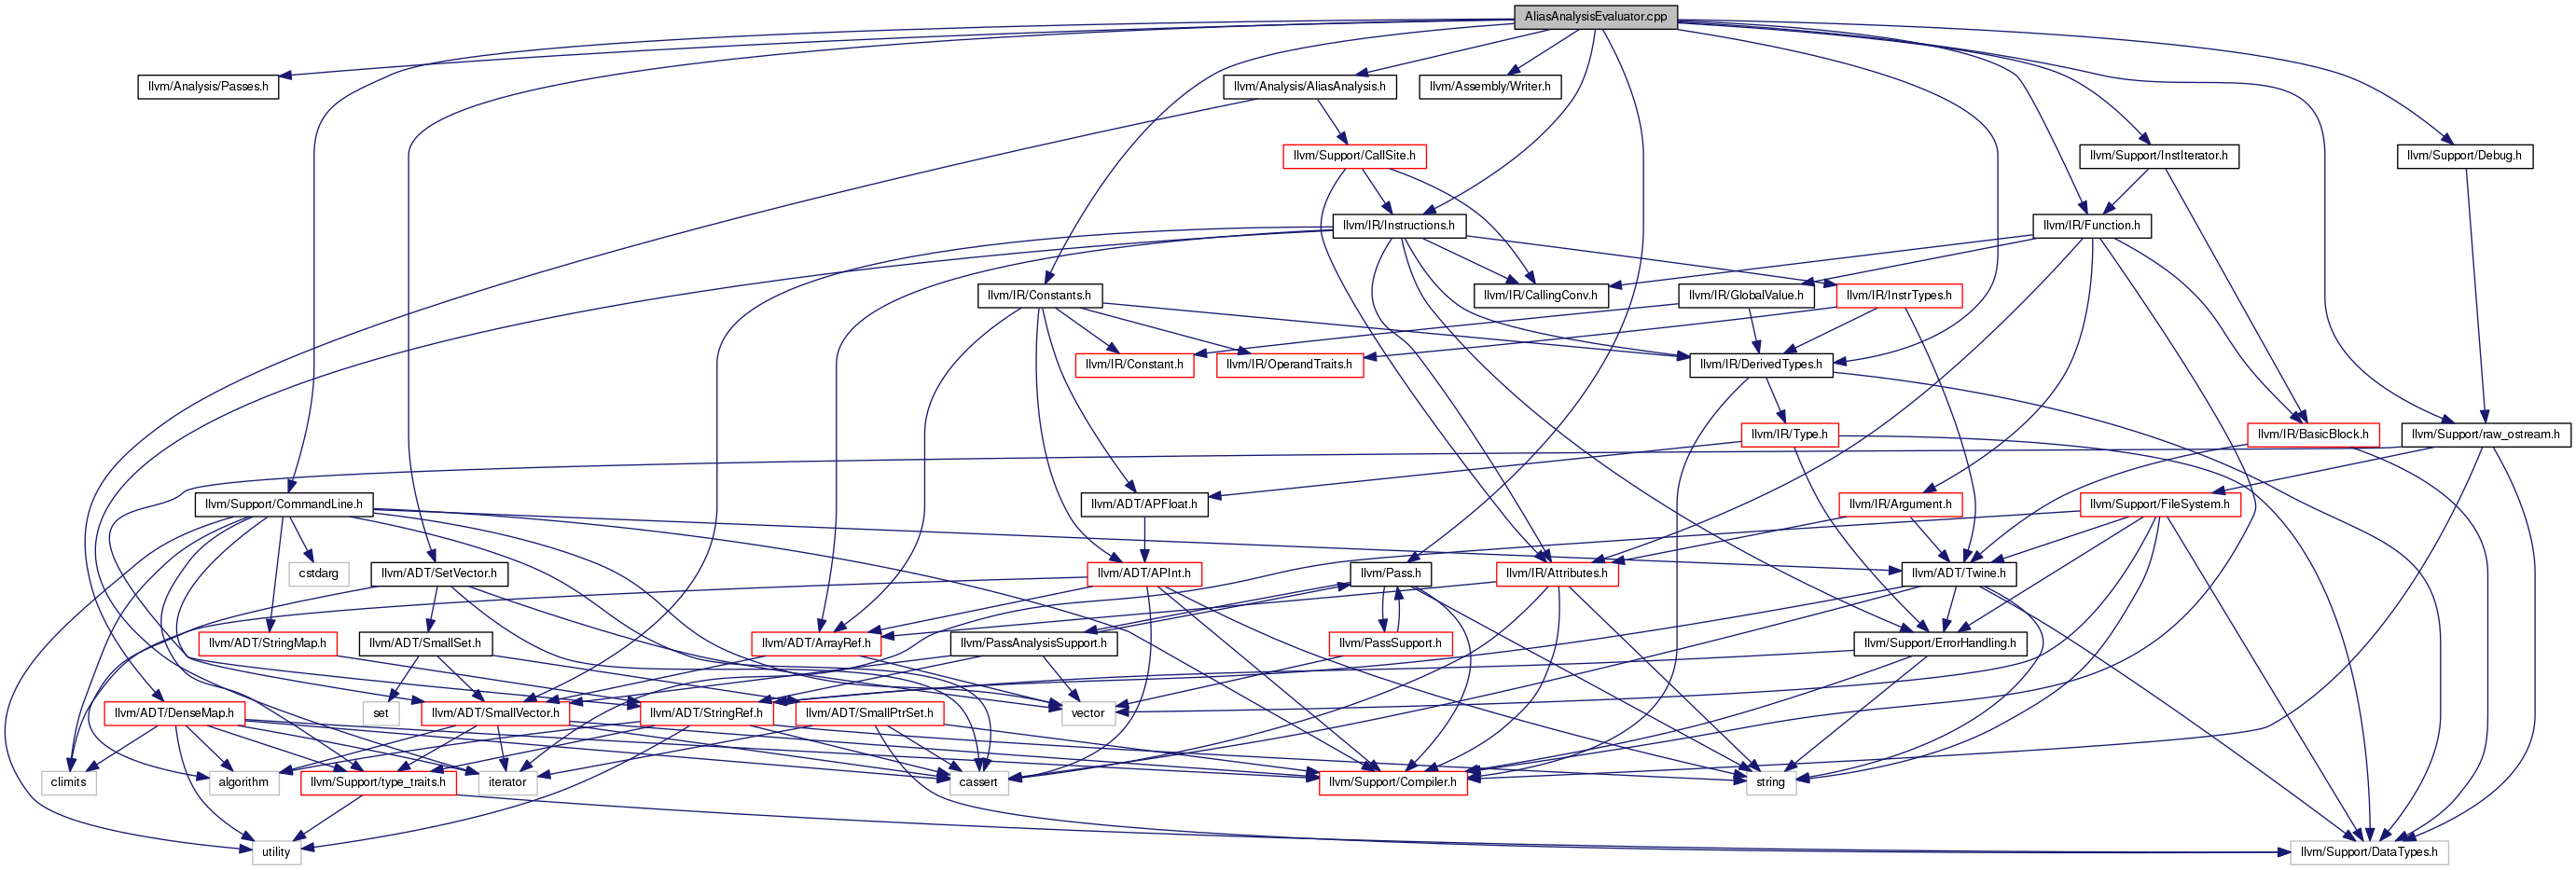 AliasAnalysisEvaluator.cpp
llvm/Analysis/Passes.h
llvm/Analysis/AliasAnalysis.h
llvm/Assembly/Writer.h
llvm/Support/CallSite.h
llvm/Support/InstIterator.h
llvm/Support/Debug.h
llvm/IR/Instructions.h
llvm/IR/Function.h
llvm/IR/Constants.h
llvm/IR/CallingConv.h
llvm/IR/GlobalValue.h
llvm/IR/InstrTypes.h
llvm/IR/Constant.h
llvm/IR/OperandTraits.h
llvm/IR/DerivedTypes.h
llvm/IR/Type.h
llvm/IR/BasicBlock.h
llvm/Support/raw_ostream.h
llvm/Support/CommandLine.h
llvm/ADT/APFloat.h
llvm/IR/Argument.h
llvm/Support/FileSystem.h
cstdarg
llvm/ADT/SetVector.h
llvm/ADT/APInt.h
llvm/Pass.h
llvm/IR/Attributes.h
llvm/ADT/Twine.h
llvm/ADT/StringMap.h
llvm/ADT/SmallSet.h
llvm/ADT/ArrayRef.h
llvm/PassAnalysisSupport.h
llvm/PassSupport.h
llvm/Support/ErrorHandling.h
llvm/ADT/DenseMap.h
set
llvm/ADT/SmallVector.h
llvm/ADT/StringRef.h
llvm/ADT/SmallPtrSet.h
vector
climits
algorithm
llvm/Support/type_traits.h
iterator
cassert
llvm/Support/Compiler.h
string
utility
llvm/Support/DataTypes.h